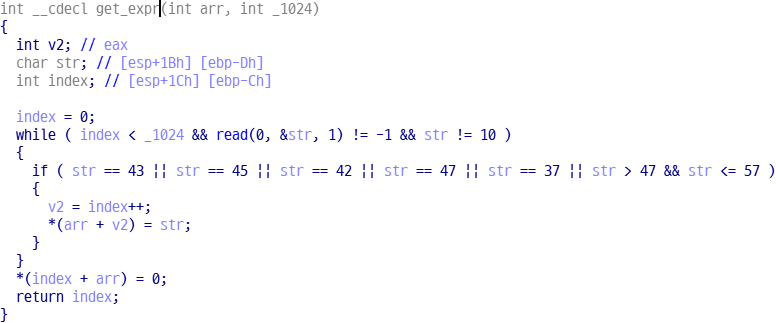 int __cdecl get_expr(int arr, int _1024)
{
  int v2; // eax
  char str; // [esp+1Bh] [ebp-Dh]
  int index; // [esp+1Ch] [ebp-Ch]

  index = 0;
  while ( index < _1024 && read(0, &str, 1) != -1 && str != 10 )
  {
    if ( str == 43 || str == 45 || str == 42 || str == 47 || str == 37 || str > 47 && str <= 57 )
    {
      v2 = index++;
      *(arr + v2) = str;
    }
  }
  *(index + arr) = 0;
  return index;
}